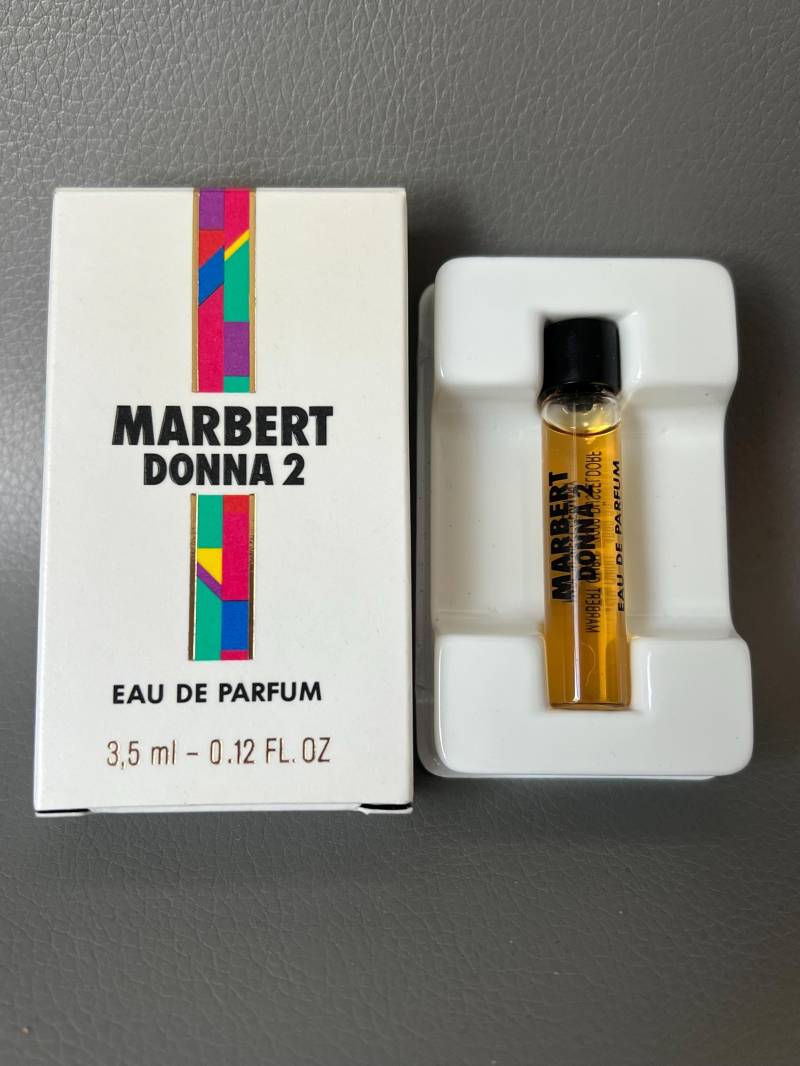 MARBERT
DONNA 2
EAU DE PARFUM
3,5 ml – 0.12 FL. OZ
MARBERT
DONNA 2
EAU DE PARFUM